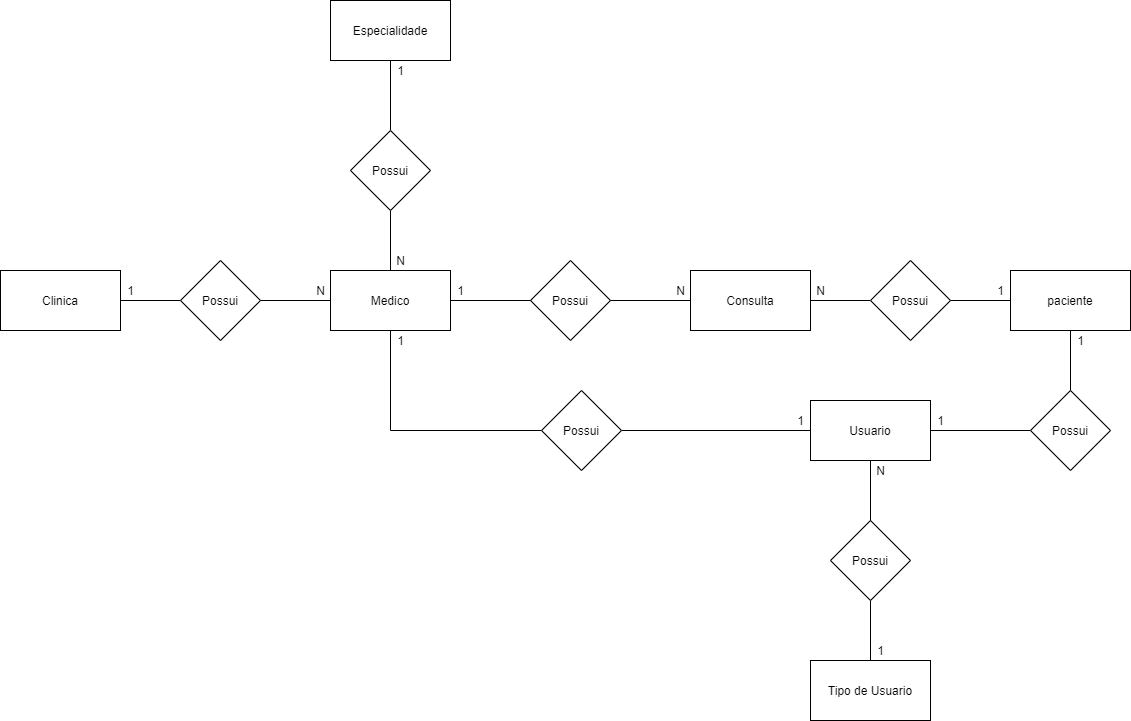 Especialidade
1
Possui
N
Clinica
1
Possui
N
Medico
1
Possui
N
Consulta
N
Possui
1
paciente
1
1
Possui
1
Usuario
1
Possui
N
Possui
1
Tipo de Usuario